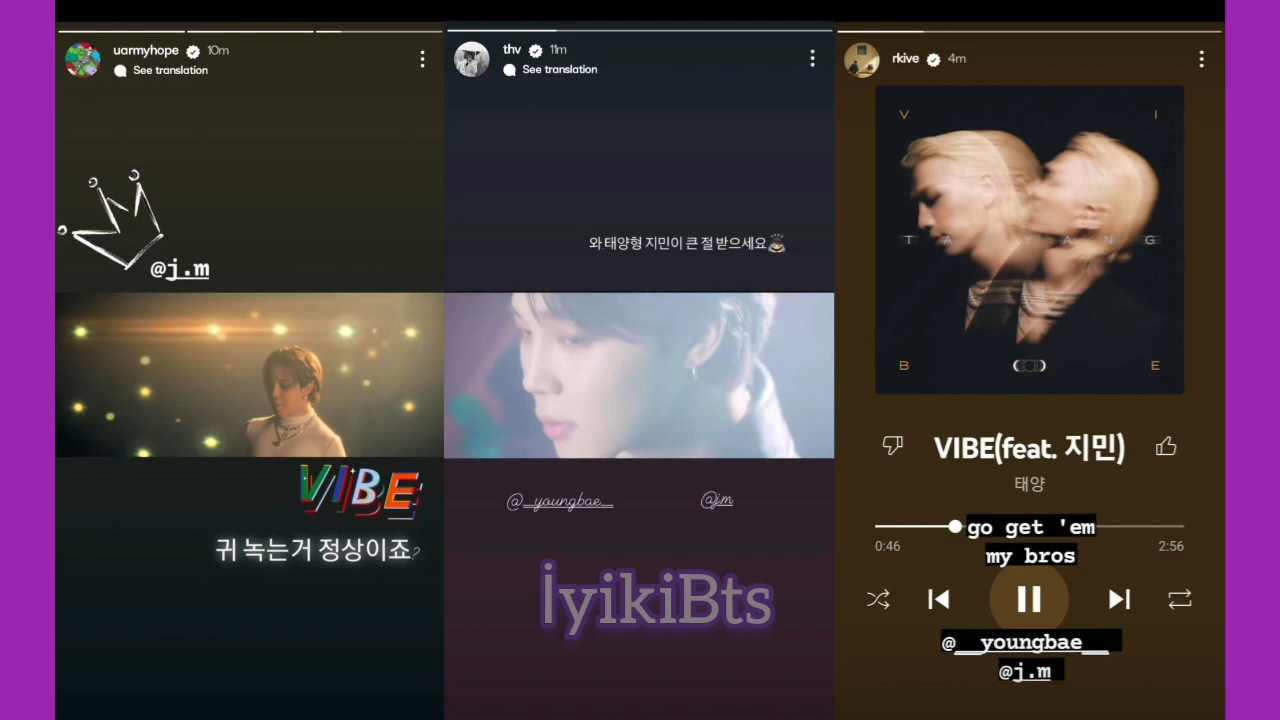 uarmyhope 10m
See translation
@j.m
VIBE
귀 녹는거 정상이죠?
thv 11m
See translation
와 태양형 지민이 큰 절 받으세요
@__youngbae__ @j.m
İyikiBts
rkive 4m
V I
TAEYANG
B E
VIBE(feat. 지민)
태양
go get 'em
0:46 2:56
my bros
@__youngbae__
@j.m